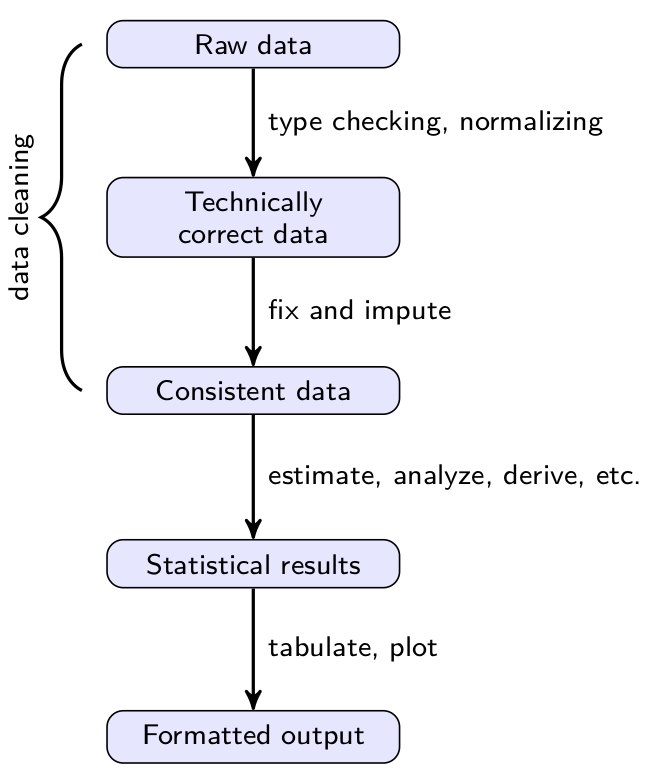 Raw data
type checking, normalizing
Technically
correct data
data cleaning
fix and impute
Consistent data
estimate, analyze, derive, etc.
Statistical results
tabulate, plot
Formatted output